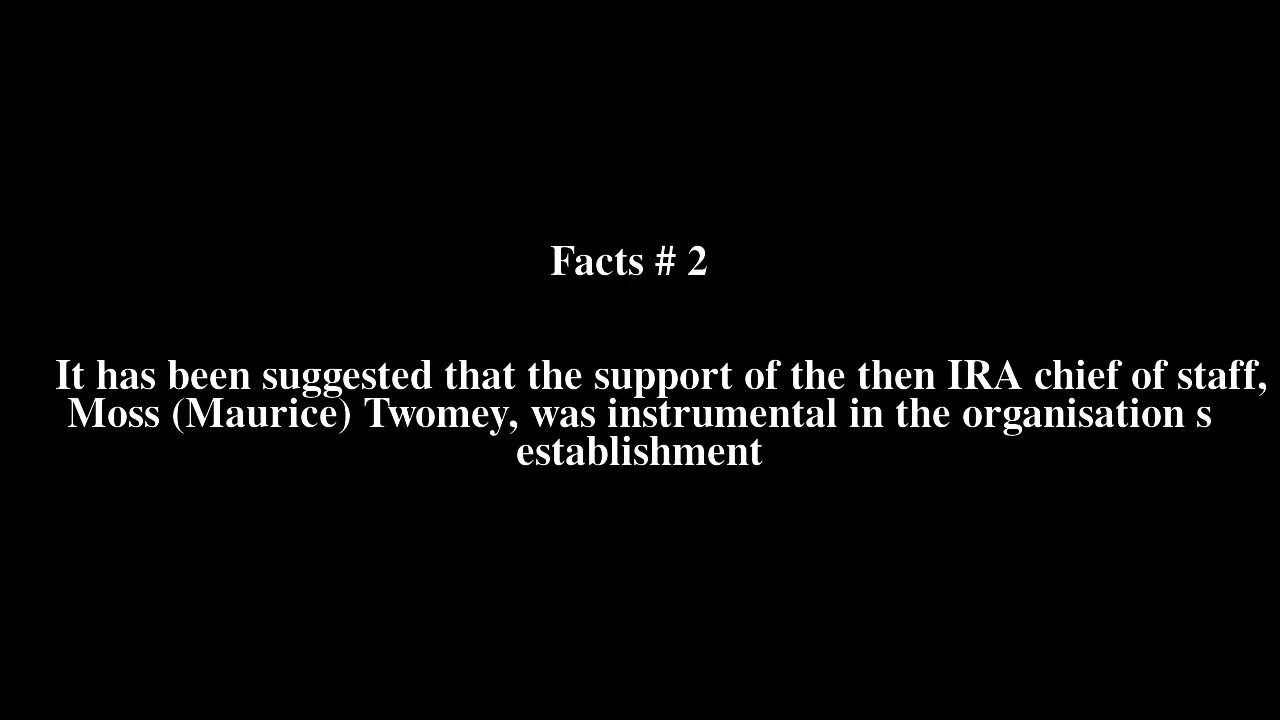 Facts # 2
It has been suggested that the support of the then IRA chief of staff,
Moss (Maurice) Twomey, was instrumental in the organisation s
establishment